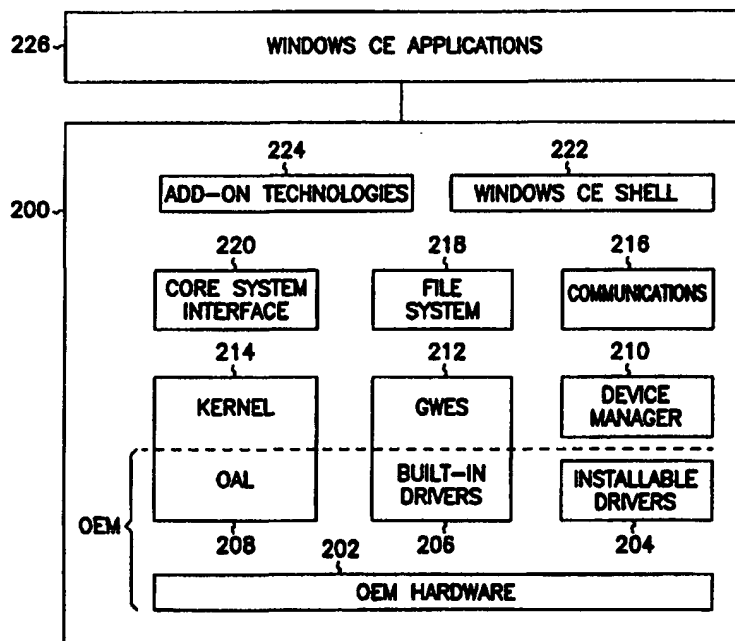 226
WINDOWS CE APPLICATIONS
224
222
ADD-ON TECHNOLOGIES
WINDOWS CE SHELL
200
220
218
216
CORE SYSTEM
INTERFACE
FILE
SYSTEM
COMMUNICATIONS
214
212
210
KERNEL
GWES
DEVICE
MANAGER
OEM
OAL
BUILT-IN
DRIVERS
INSTALLABLE
DRIVERS
208
206
204
202
OEM HARDWARE